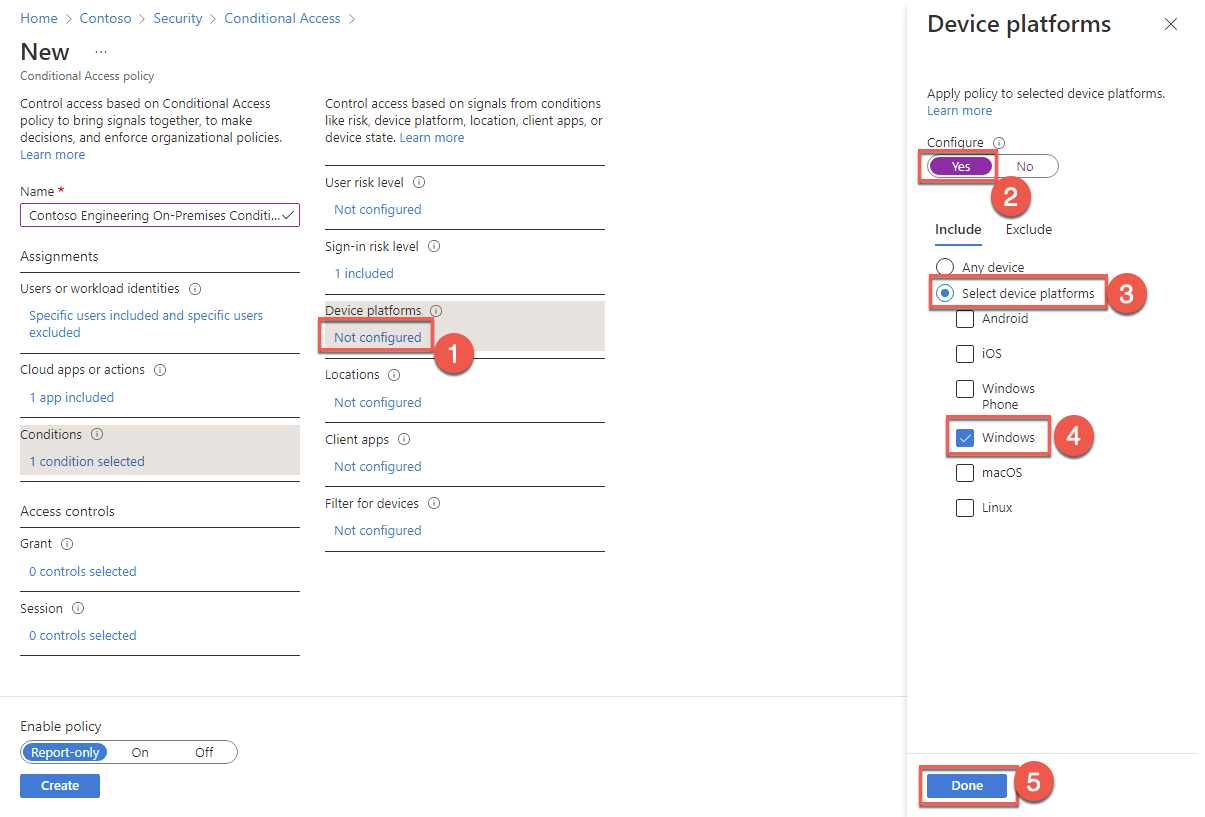 Home > Contoso > Security > Conditional Access >
New ...
Conditional Access policy
Control access based on Conditional Access
policy to bring signals together, to make
decisions, and enforce organizational policies.
Learn more
Name *
Contoso Engineering On-Premises Conditi...
Assignments
Users or workload identities
Specific users included and specific users
excluded
Cloud apps or actions
1 app included
Conditions
1 condition selected
Access controls
Grant
0 controls selected
Session
0 controls selected
Control access based on signals from conditions
like risk, device platform, location, client apps, or
device state. Learn more
User risk level
Not configured
Sign-in risk level
1 included
Device platforms
Not configured
1
Locations
Not configured
Client apps
Not configured
Filter for devices
Not configured
Enable policy
Report-only On Off
Create
Device platforms
Apply policy to selected device platforms.
Learn more
Configure
Yes No
2
Include Exclude
Any device
Select device platforms
3
Android
iOS
Windows
Phone
Windows
4
macOS
Linux
Done
5